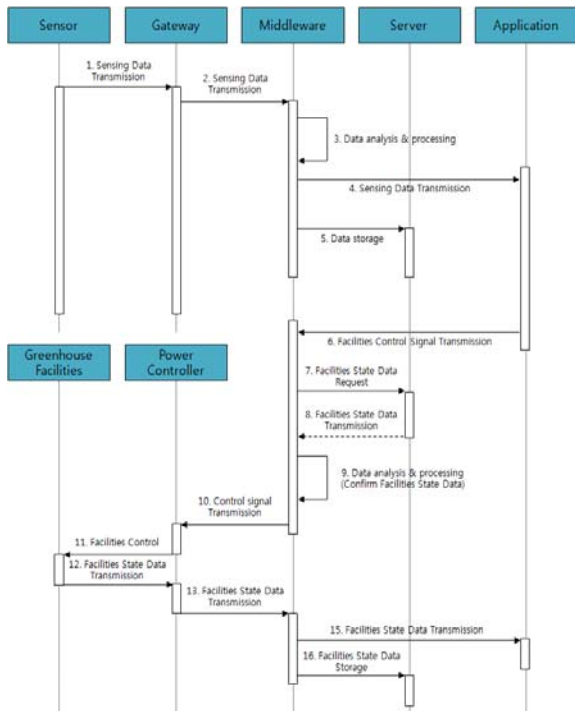 Sensor
Gateway
Middleware
Server
Application
1. Sensing Data
Transmission
2. Sensing Data
Transmission
3. Data analysis & processing
4. Sensing Data Transmission
5. Data storage
6. Facilities Control Signal Transmission
Greenhouse
Facilities
Power
Controller
7. Facilities State Data
Request
8. Facilities State Data
Transmission
9. Data analysis & processing
(Confirm Facilities State Data)
10. Control signal
Transmission
11. Facilities Control
12. Facilities State Data
Transmission
13. Facilities State Data
Transmission
15. Facilities State Data Transmission
16. Facilities State Data
Storage